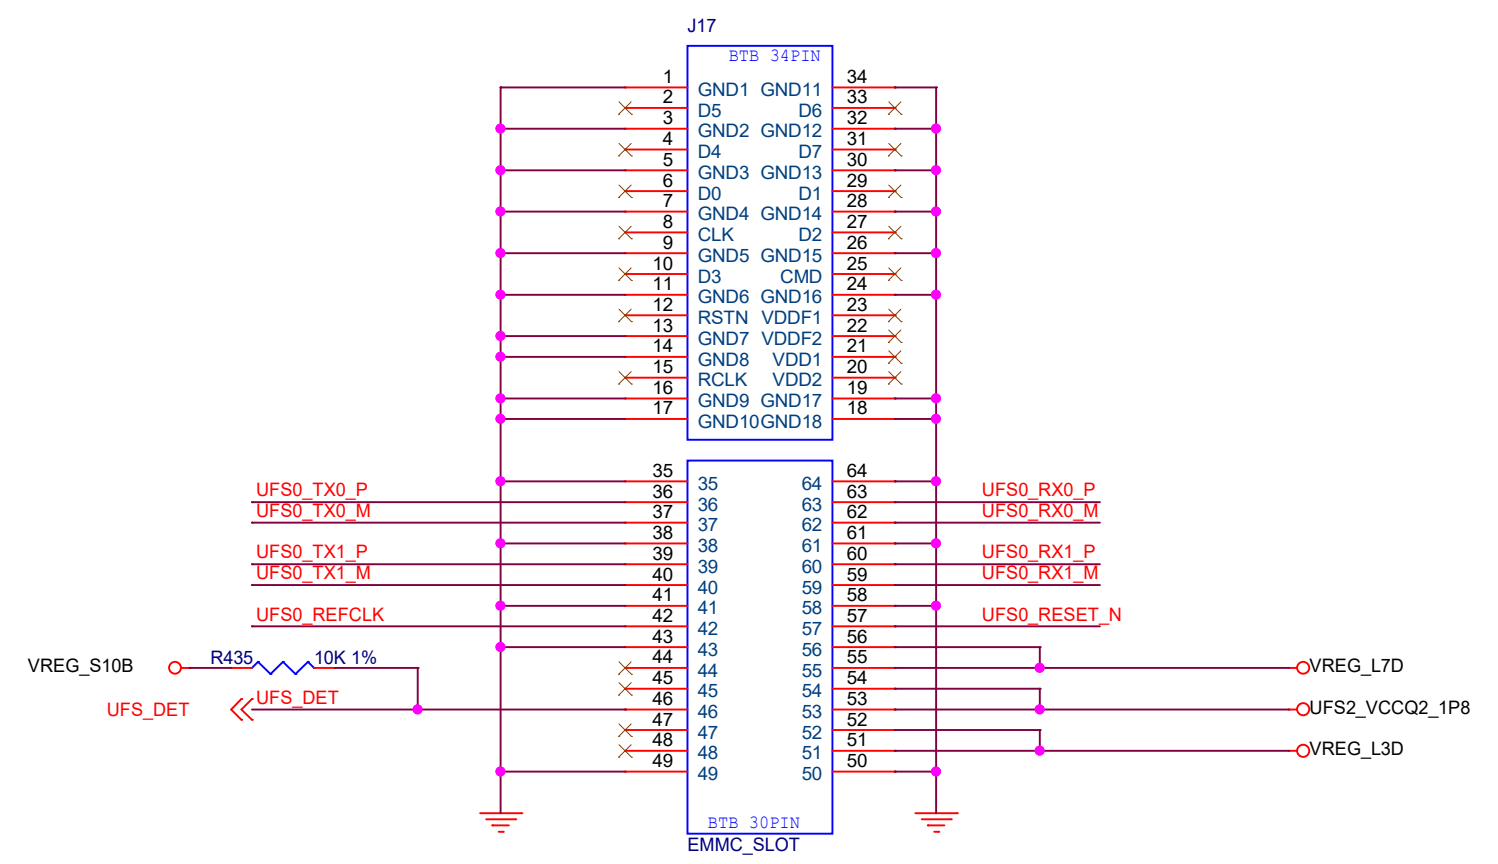 J17
BTB 34PIN
1 GND1 GND11 34
2 D5 D6 33
3 GND2 GND12 32
4 D4 D7 31
5 GND3 GND13 30
6 D0 D1 29
7 GND4 GND14 28
8 CLK D2 27
9 GND5 GND15 26
10 D3 CMD 25
11 GND6 GND16 24
12 RSTN VDDF1 23
13 GND7 VDDF2 22
14 GND8 VDD1 21
15 RCLK VDD2 20
16 GND9 GND17 19
17 GND10 GND18 18
35 35 64 64
UFS0_TX0_P 36 36 63 63 UFS0_RX0_P
UFS0_TX0_M 37 37 62 62 UFS0_RX0_M
38 38 61 61
UFS0_TX1_P 39 39 60 60 UFS0_RX1_P
UFS0_TX1_M 40 40 59 59 UFS0_RX1_M
41 41 58 58
UFS0_REFCLK 42 42 57 57 UFS0_RESET_N
43 43 56 56
VREG_S10B R435 10K 1% 44 44 55 55 VREG_L7D
45 45 54 54
UFS_DET UFS_DET 46 46 53 53 UFS2_VCCQ2_1P8
47 47 52 52
48 48 51 51 VREG_L3D
49 49 50 50
BTB 30PIN
EMMC_SLOT